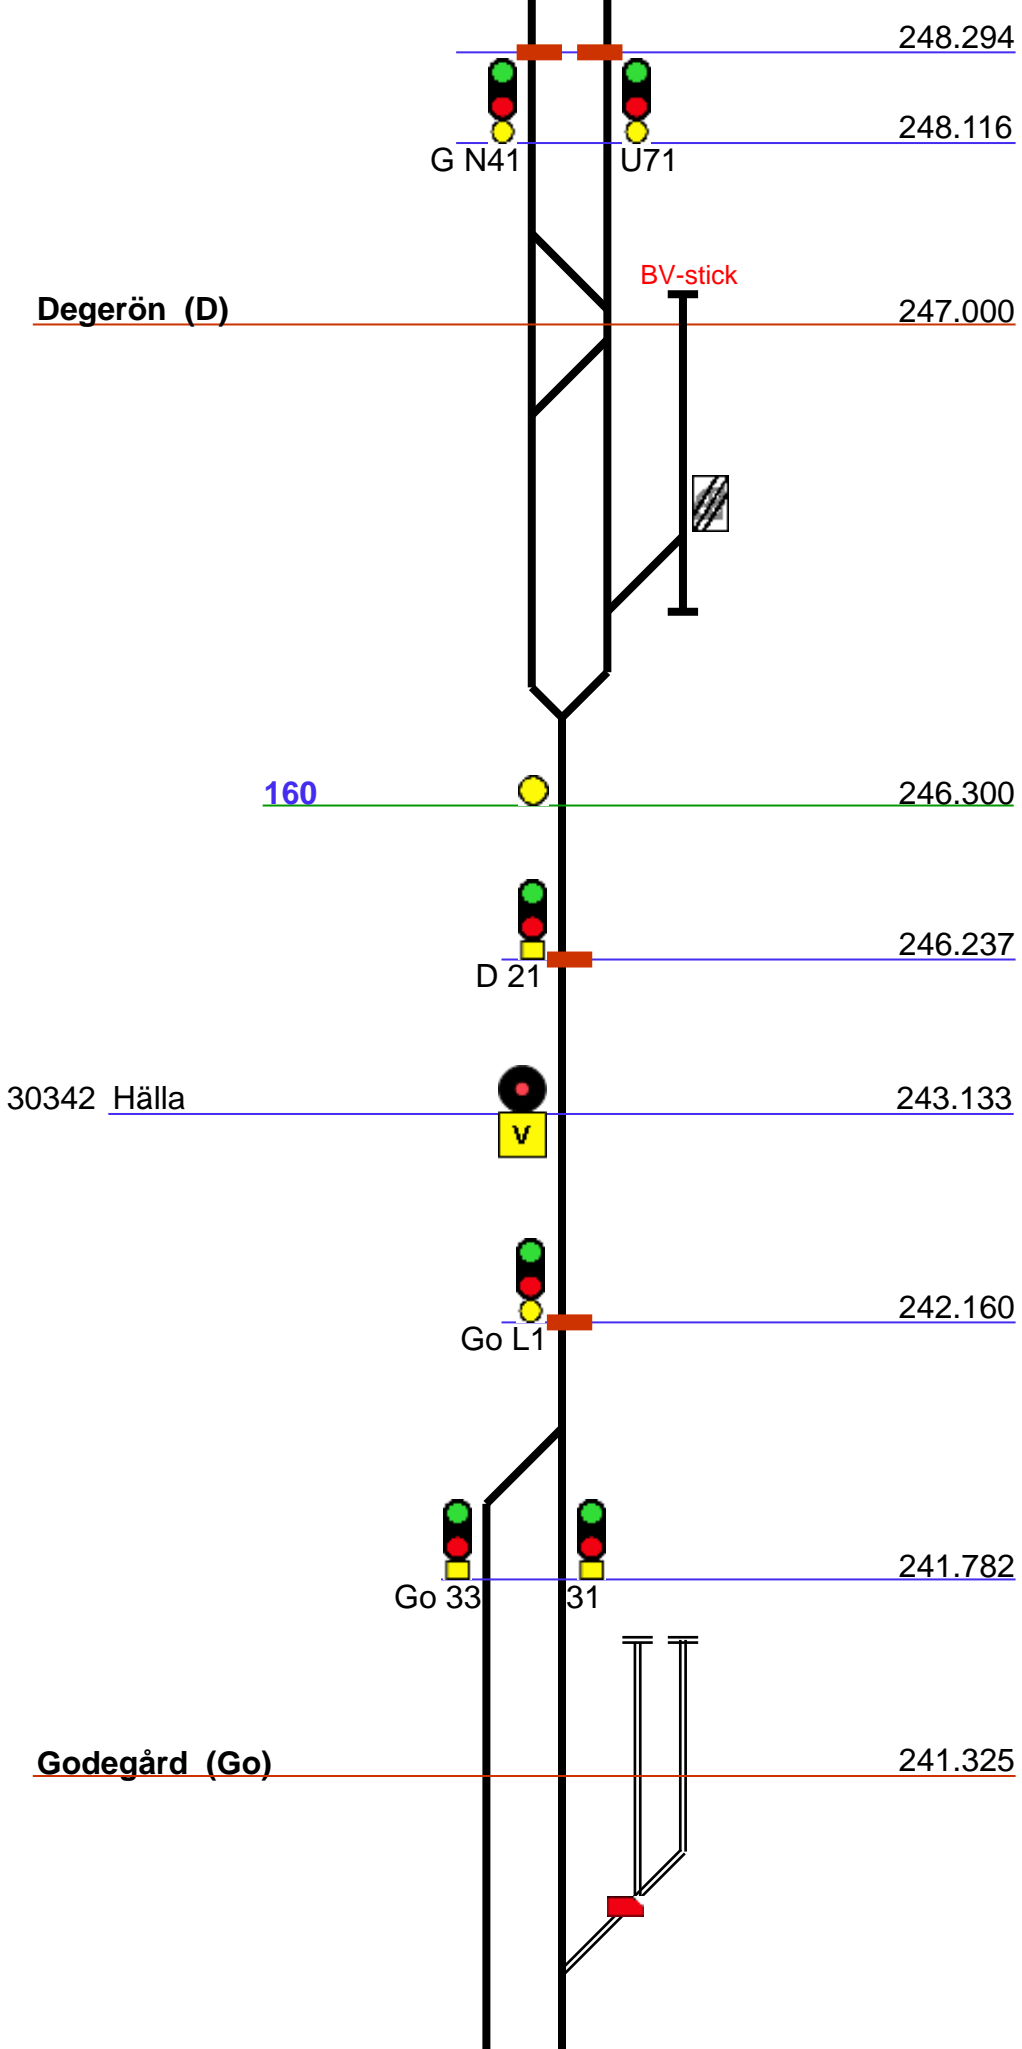 248.294
248.116
G N41 U71
BV-stick
Degerön (D) 247.000
160 246.300
246.237
D 21
30342 Hälla 243.133
V
242.160
Go L1
241.782
Go 33 31
Godegård (Go) 241.325